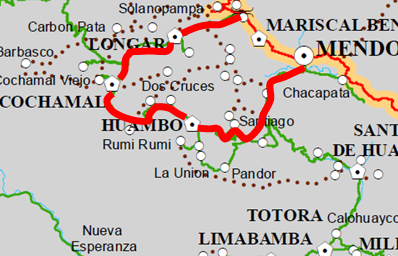 Solanopampa
Carbon Pata
MARISCAL BEN
LONGAR
MENDO
Barbasco
Cochamal Viejo
Dos Cruces
Chacapata
COCHAMAL
HUAMBO
Santiago
SANT
Rumi Rumi
DE HUA
La Union
Pandor
TOTORA
Calohuayco
Nueva
Esperanza
LIMABAMBA
MIL